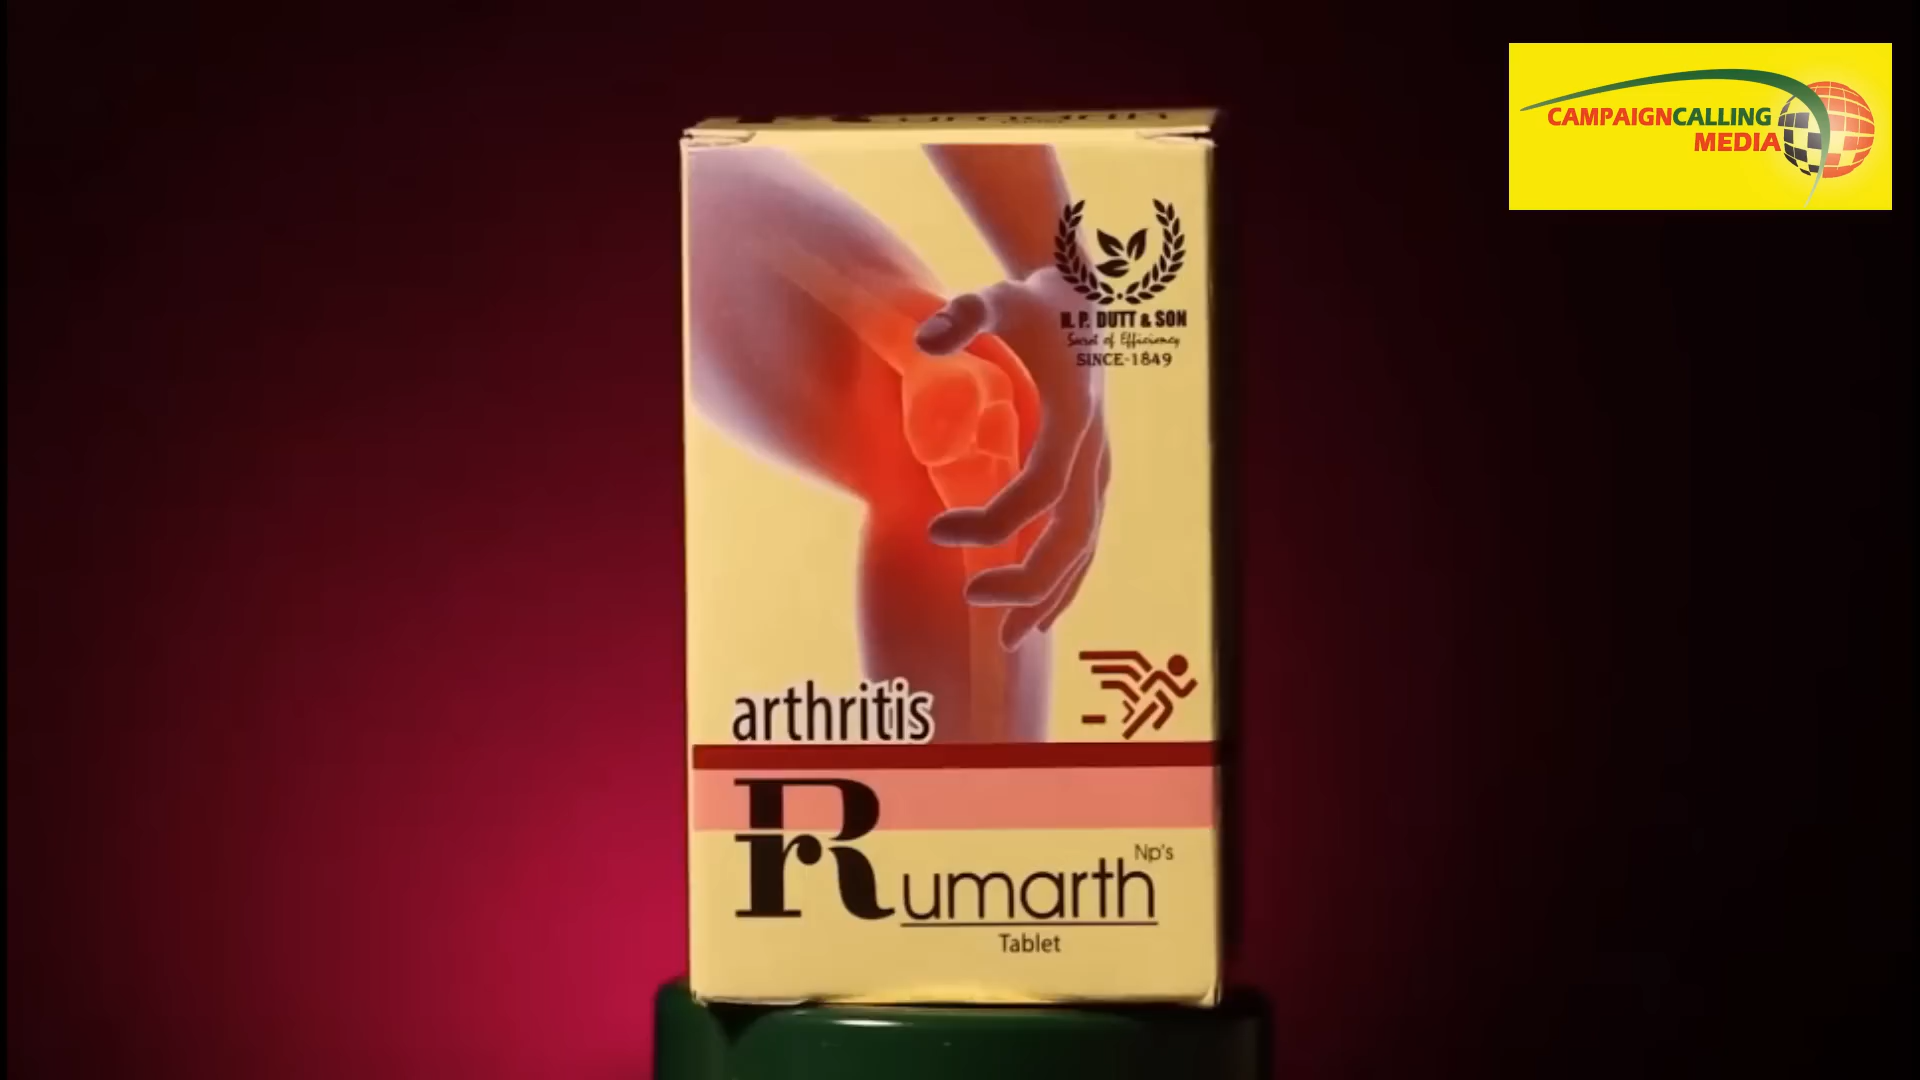 CAMPAIGNCALLING
MEDIA
N. P. DUTT & SON
Secret of Efficiency
SINCE-1849
arthritis
Rumarth
Np's
Tablet